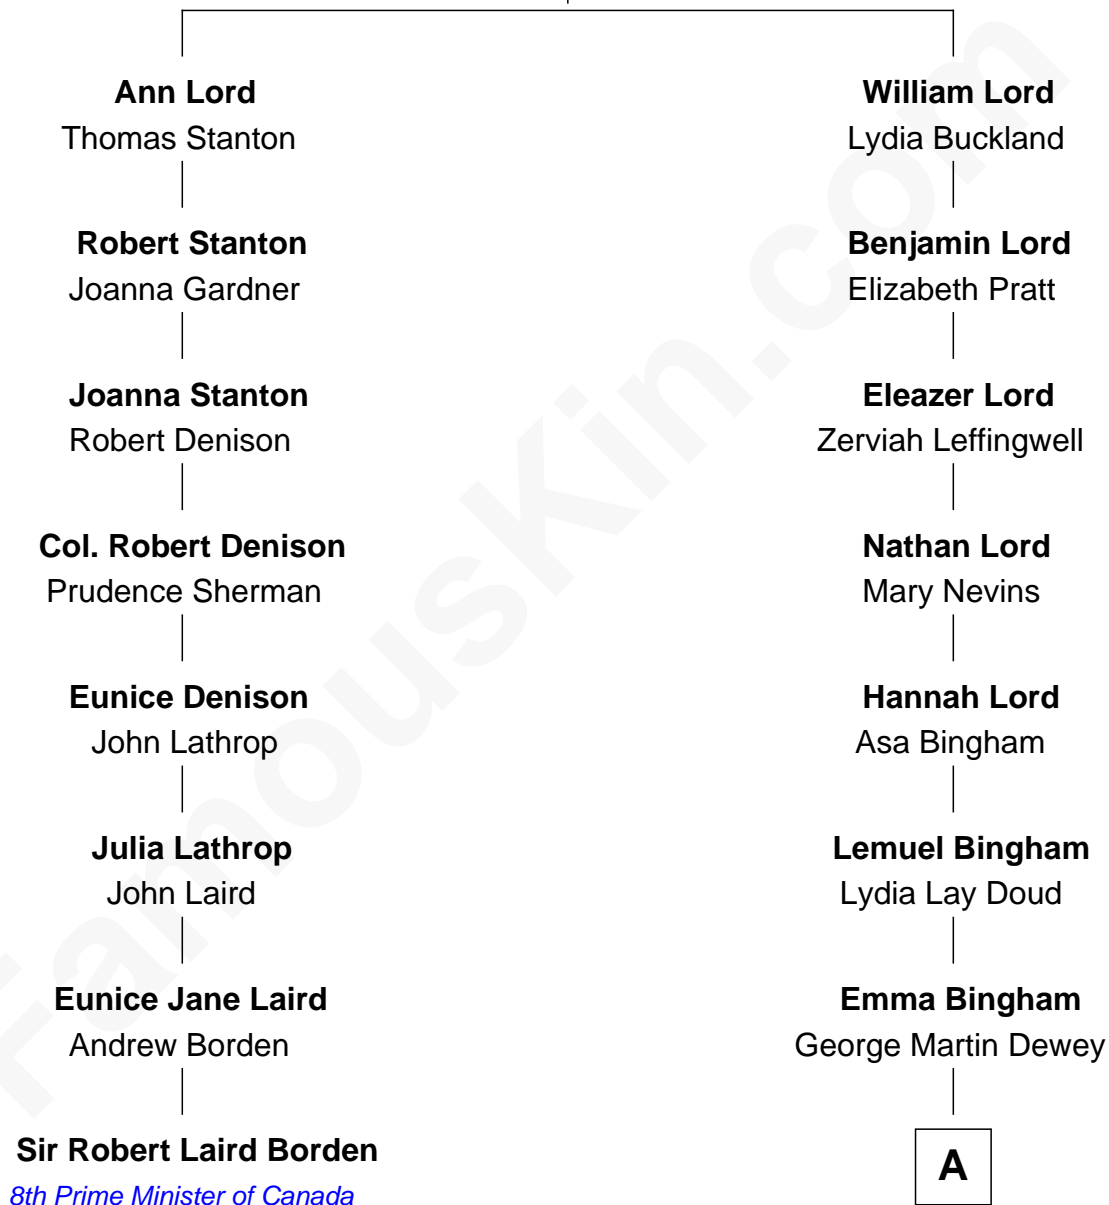 Ann Lord
Thomas Stanton
Robert Stanton
Joanna Gardner
Joanna Stanton
Robert Denison
Col. Robert Denison
Prudence Sherman
Eunice Denison
John Lathrop
Julia Lathrop
John Laird
Eunice Jane Laird
Andrew Borden
Sir Robert Laird Borden
8th Prime Minister of Canada
William Lord
Lydia Buckland
Benjamin Lord
Elizabeth Pratt
Eleazer Lord
Zerviah Leffingwell
Nathan Lord
Mary Nevins
Hannah Lord
Asa Bingham
Lemuel Bingham
Lydia Lay Doud
Emma Bingham
George Martin Dewey
A
FamousKin.com